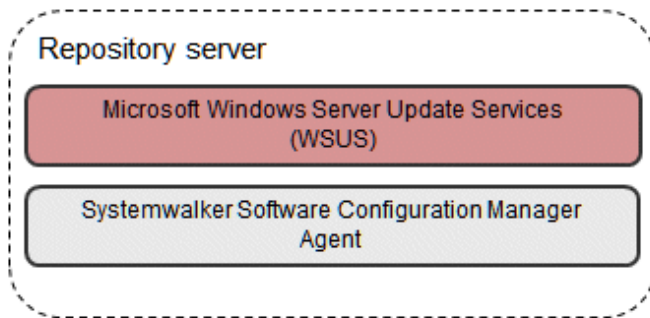 Repository server
Microsoft Windows Server Update Services
(WSUS)
Systemwalker Software Configuration Manager
Agent